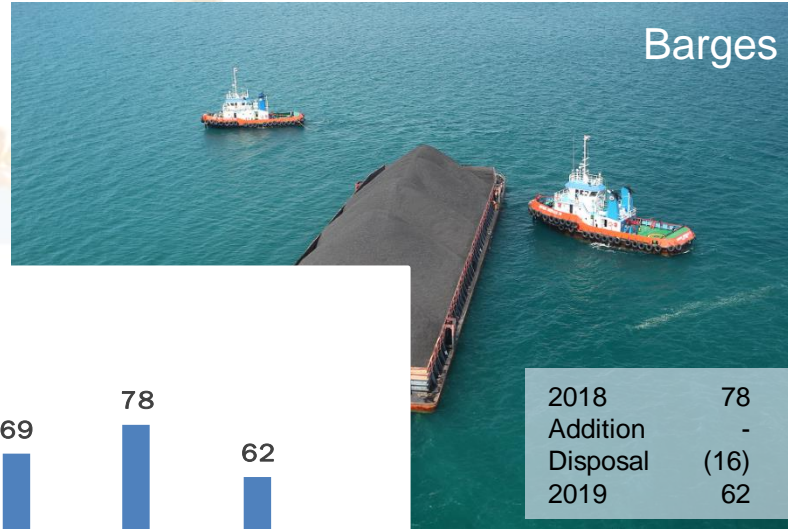 Barges
78
69
62
2018 78
Addition -
Disposal (16)
2019 62